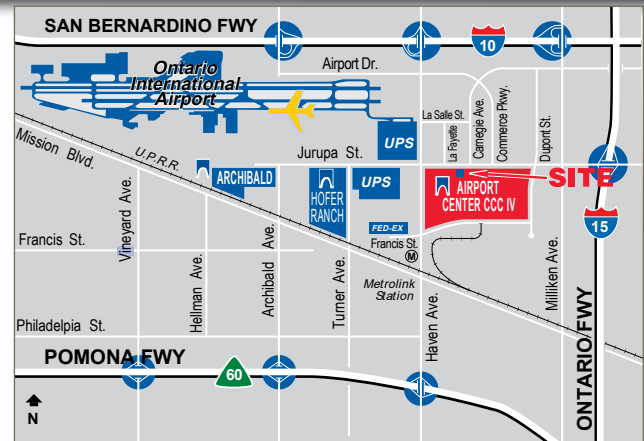 SAN BERNARDINO FWY
10
Airport Dr.
Ontario
International
Airport
La Salle St.
La Fayette
Carnegie Ave.
Commerce Pkwy.
Dupont St.
UPS
Mission Blvd.
U.P.R.R.
Jurupa St.
ARCHIBALD
HOFER
RANCH
UPS
AIRPORT
CENTER CCC IV
SITE
15
FED-EX
Francis St.
Francis St.
M
Metrolink
Station
Vineyard Ave.
Hellman Ave.
Archibald Ave.
Turner Ave.
Haven Ave.
Milliken Ave.
ONTARIO FWY
Philadelpia St.
POMONA FWY
60
N